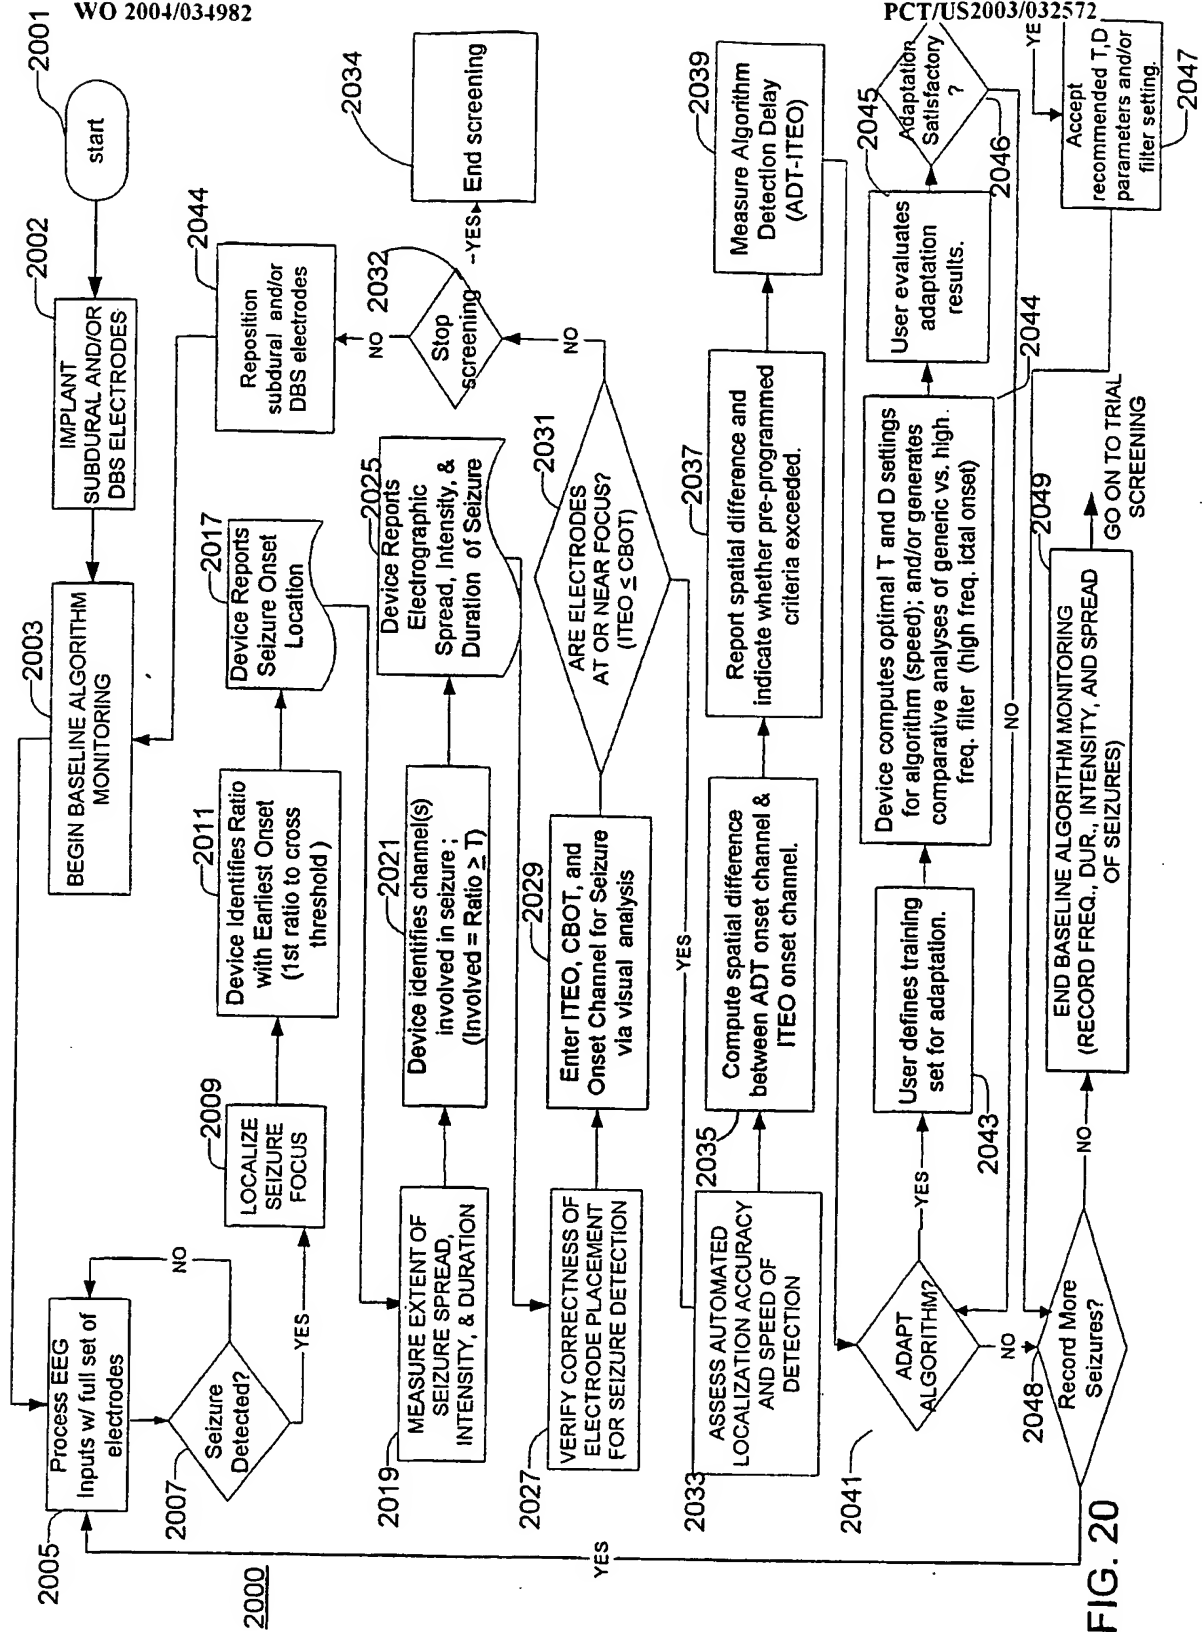 WO 2004/034982
PCT/US2003/032572
2001
start
2002
IMPLANT
SUBDURAL AND/OR
DBS ELECTRODES
2003
BEGIN BASELINE ALGORITHM
MONITORING
2005
Process EEG
Inputs w/ full set of
electrodes
2007
Seizure
Detected?
NO
YES
2009
LOCALIZE
SEIZURE
FOCUS
2011
Device Identifies Ratio
with Earliest Onset
(1st ratio to cross
threshold )
2017
Device Reports
Seizure Onset
Location
2044
Reposition
subdural and/or
DBS electrodes
2019
MEASURE EXTENT OF
SEIZURE SPREAD,
INTENSITY, & DURATION
2021
Device identifies channel(s)
involved in seizure ;
(Involved = Ratio ≥ T)
2025
Device Reports
Electrographic
Spread, Intensity, &
Duration of Seizure
NO
2032
Stop
screening
-YES
End screening
2034
2027
VERIFY CORRECTNESS OF
ELECTRODE PLACEMENT
FOR SEIZURE DETECTION
2029
Enter ITEO, CBOT, and
Onset Channel for Seizure
via visual analysis
2031
ARE ELECTRODES
AT OR NEAR FOCUS?
(ITEO ≤ CBOT)
NO
YES
2033
ASSESS AUTOMATED
LOCALIZATION ACCURACY
AND SPEED OF
DETECTION
2035
Compute spatial difference
between ADT onset channel &
ITEO onset channel.
2037
Report spatial difference and
indicate whether pre-programmed
criteria exceeded.
2039
Measure Algorithm
Detection Delay
(ADT-ITEO)
2041
ADAPT
ALGORITHM?
YES
NO
2043
User defines training
set for adaptation.
2044
Device computes optimal T and D settings
for algorithm (speed); and/or generates
comparative analyses of generic vs. high.
freq. filter (high freq. ictal onset)
2045
User evaluates
adaptation
results.
2046
Adaptation
Satisfactory
?
NO
YE
Accept
recommended T,D
parameters and/or
filter setting.
2047
2048
Record More
Seizures?
YES
NO
2049
END BASELINE ALGORITHM MONITORING
(RECORD FREQ., DUR., INTENSITY, AND SPREAD
OF SEIZURES)
GO ON TO TRIAL
SCREENING
2000
FIG. 20